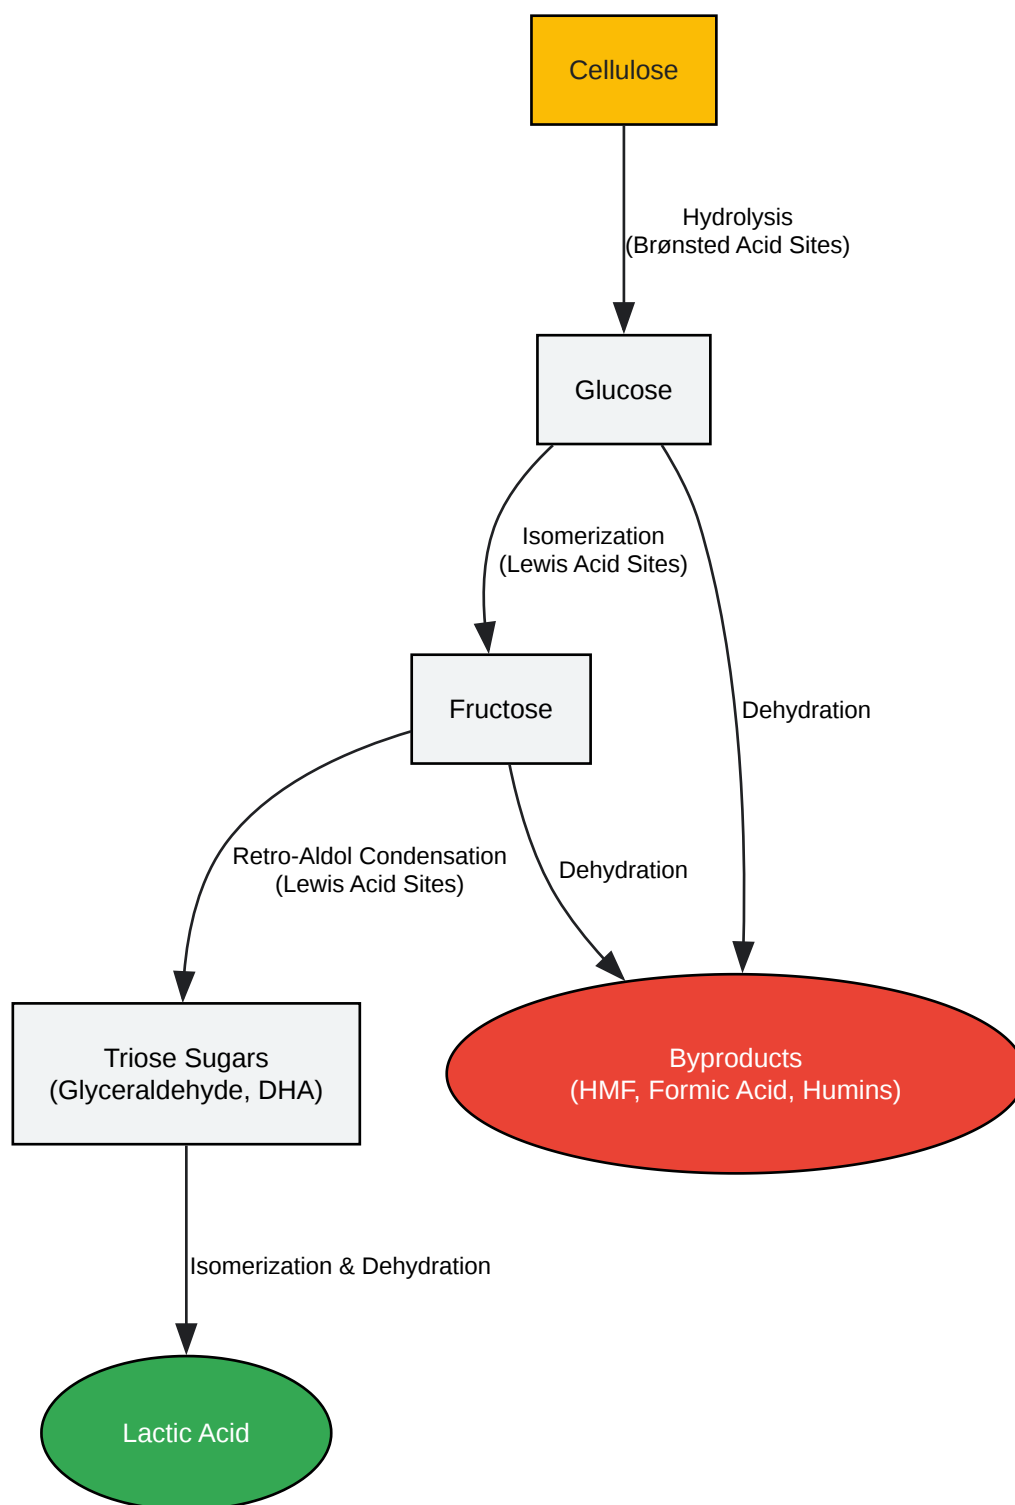 Cellulose
Hydrolysis
(Brønsted Acid Sites)
Glucose
Isomerization
(Lewis Acid Sites)
Fructose
Dehydration
Retro-Aldol Condensation
(Lewis Acid Sites)
Dehydration
Triose Sugars
(Glyceraldehyde, DHA)
Byproducts
(HMF, Formic Acid, Humins)
Isomerization & Dehydration
Lactic Acid